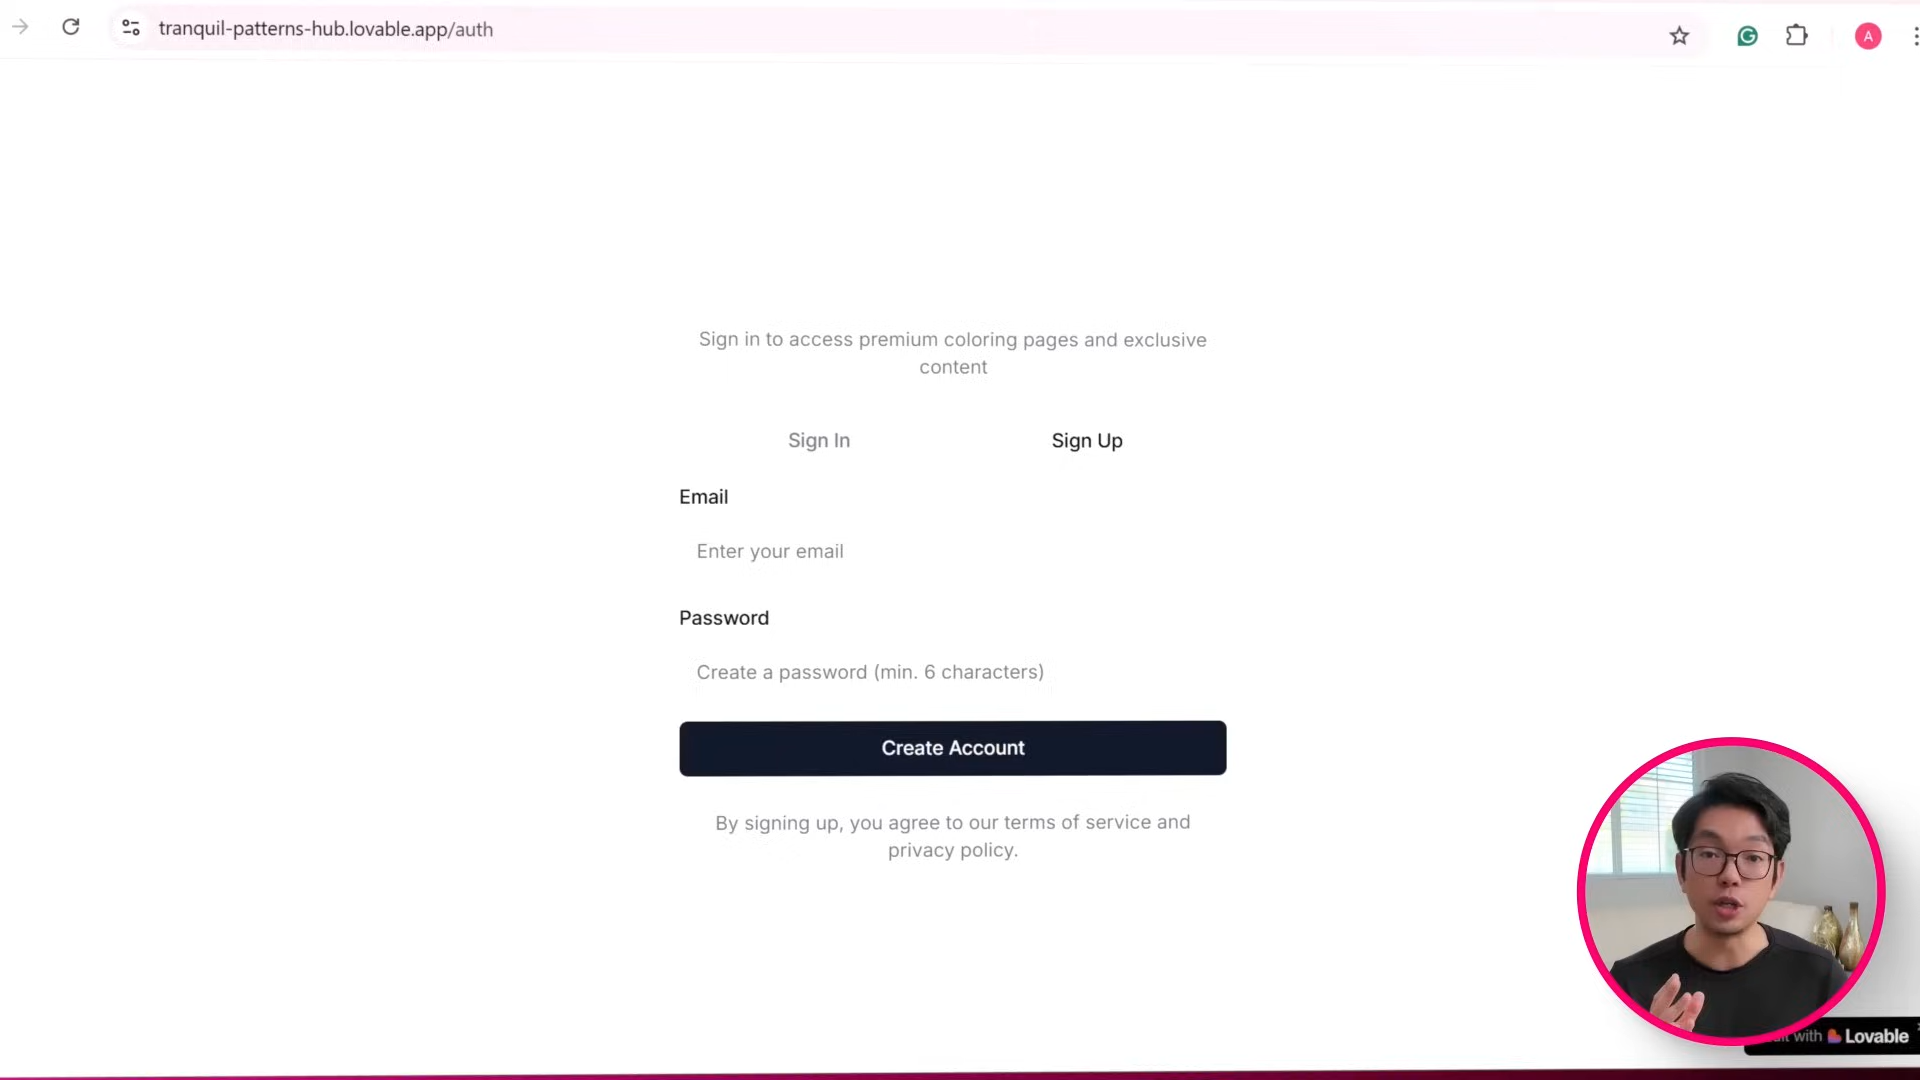 tranquil-patterns-hub.lovable.app/auth
A
Sign in to access premium coloring pages and exclusive
content
Sign In
Sign Up
Email
Enter your email
Password
Create a password (min. 6 characters)
Create Account
By signing up, you agree to our terms of service and
privacy policy.
with Lovable